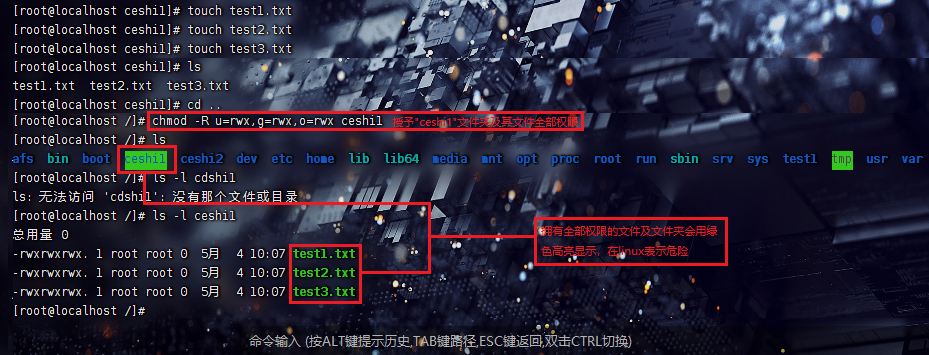 [root@localhost ceshi1]# touch test1.txt
[root@localhost ceshi1]# touch test2.txt
[root@localhost ceshi1]# touch test3.txt
[root@localhost ceshi1]# ls
test1.txt  test2.txt  test3.txt
[root@localhost ceshi1]# cd ..
[root@localhost /]# chmod -R u=rwx,g=rwx,o=rwx ceshi1 授予"ceshi1"文件夹及其文件全部权限
[root@localhost /]# ls
afs  bin  boot  ceshi1  ceshi2  dev  etc  home  lib  lib64  media  mnt  opt  proc  root  run  sbin  srv  sys  test1  tmp  usr  var
[root@localhost /]# ls -l cdshi1
ls: 无法访问 'cdshi1': 没有那个文件或目录
[root@localhost /]# ls -l ceshi1
总用量 0
-rwxrwxrwx. 1 root root 0  5月   4 10:07 test1.txt
-rwxrwxrwx. 1 root root 0  5月   4 10:07 test2.txt
-rwxrwxrwx. 1 root root 0  5月   4 10:07 test3.txt
[root@localhost /]#
拥有全部权限的文件及文件夹会用绿
色高亮显示，在linux表示危险
命令输入 (按ALT键提示历史,TAB键路径,ESC键返回,双击CTRL切换)